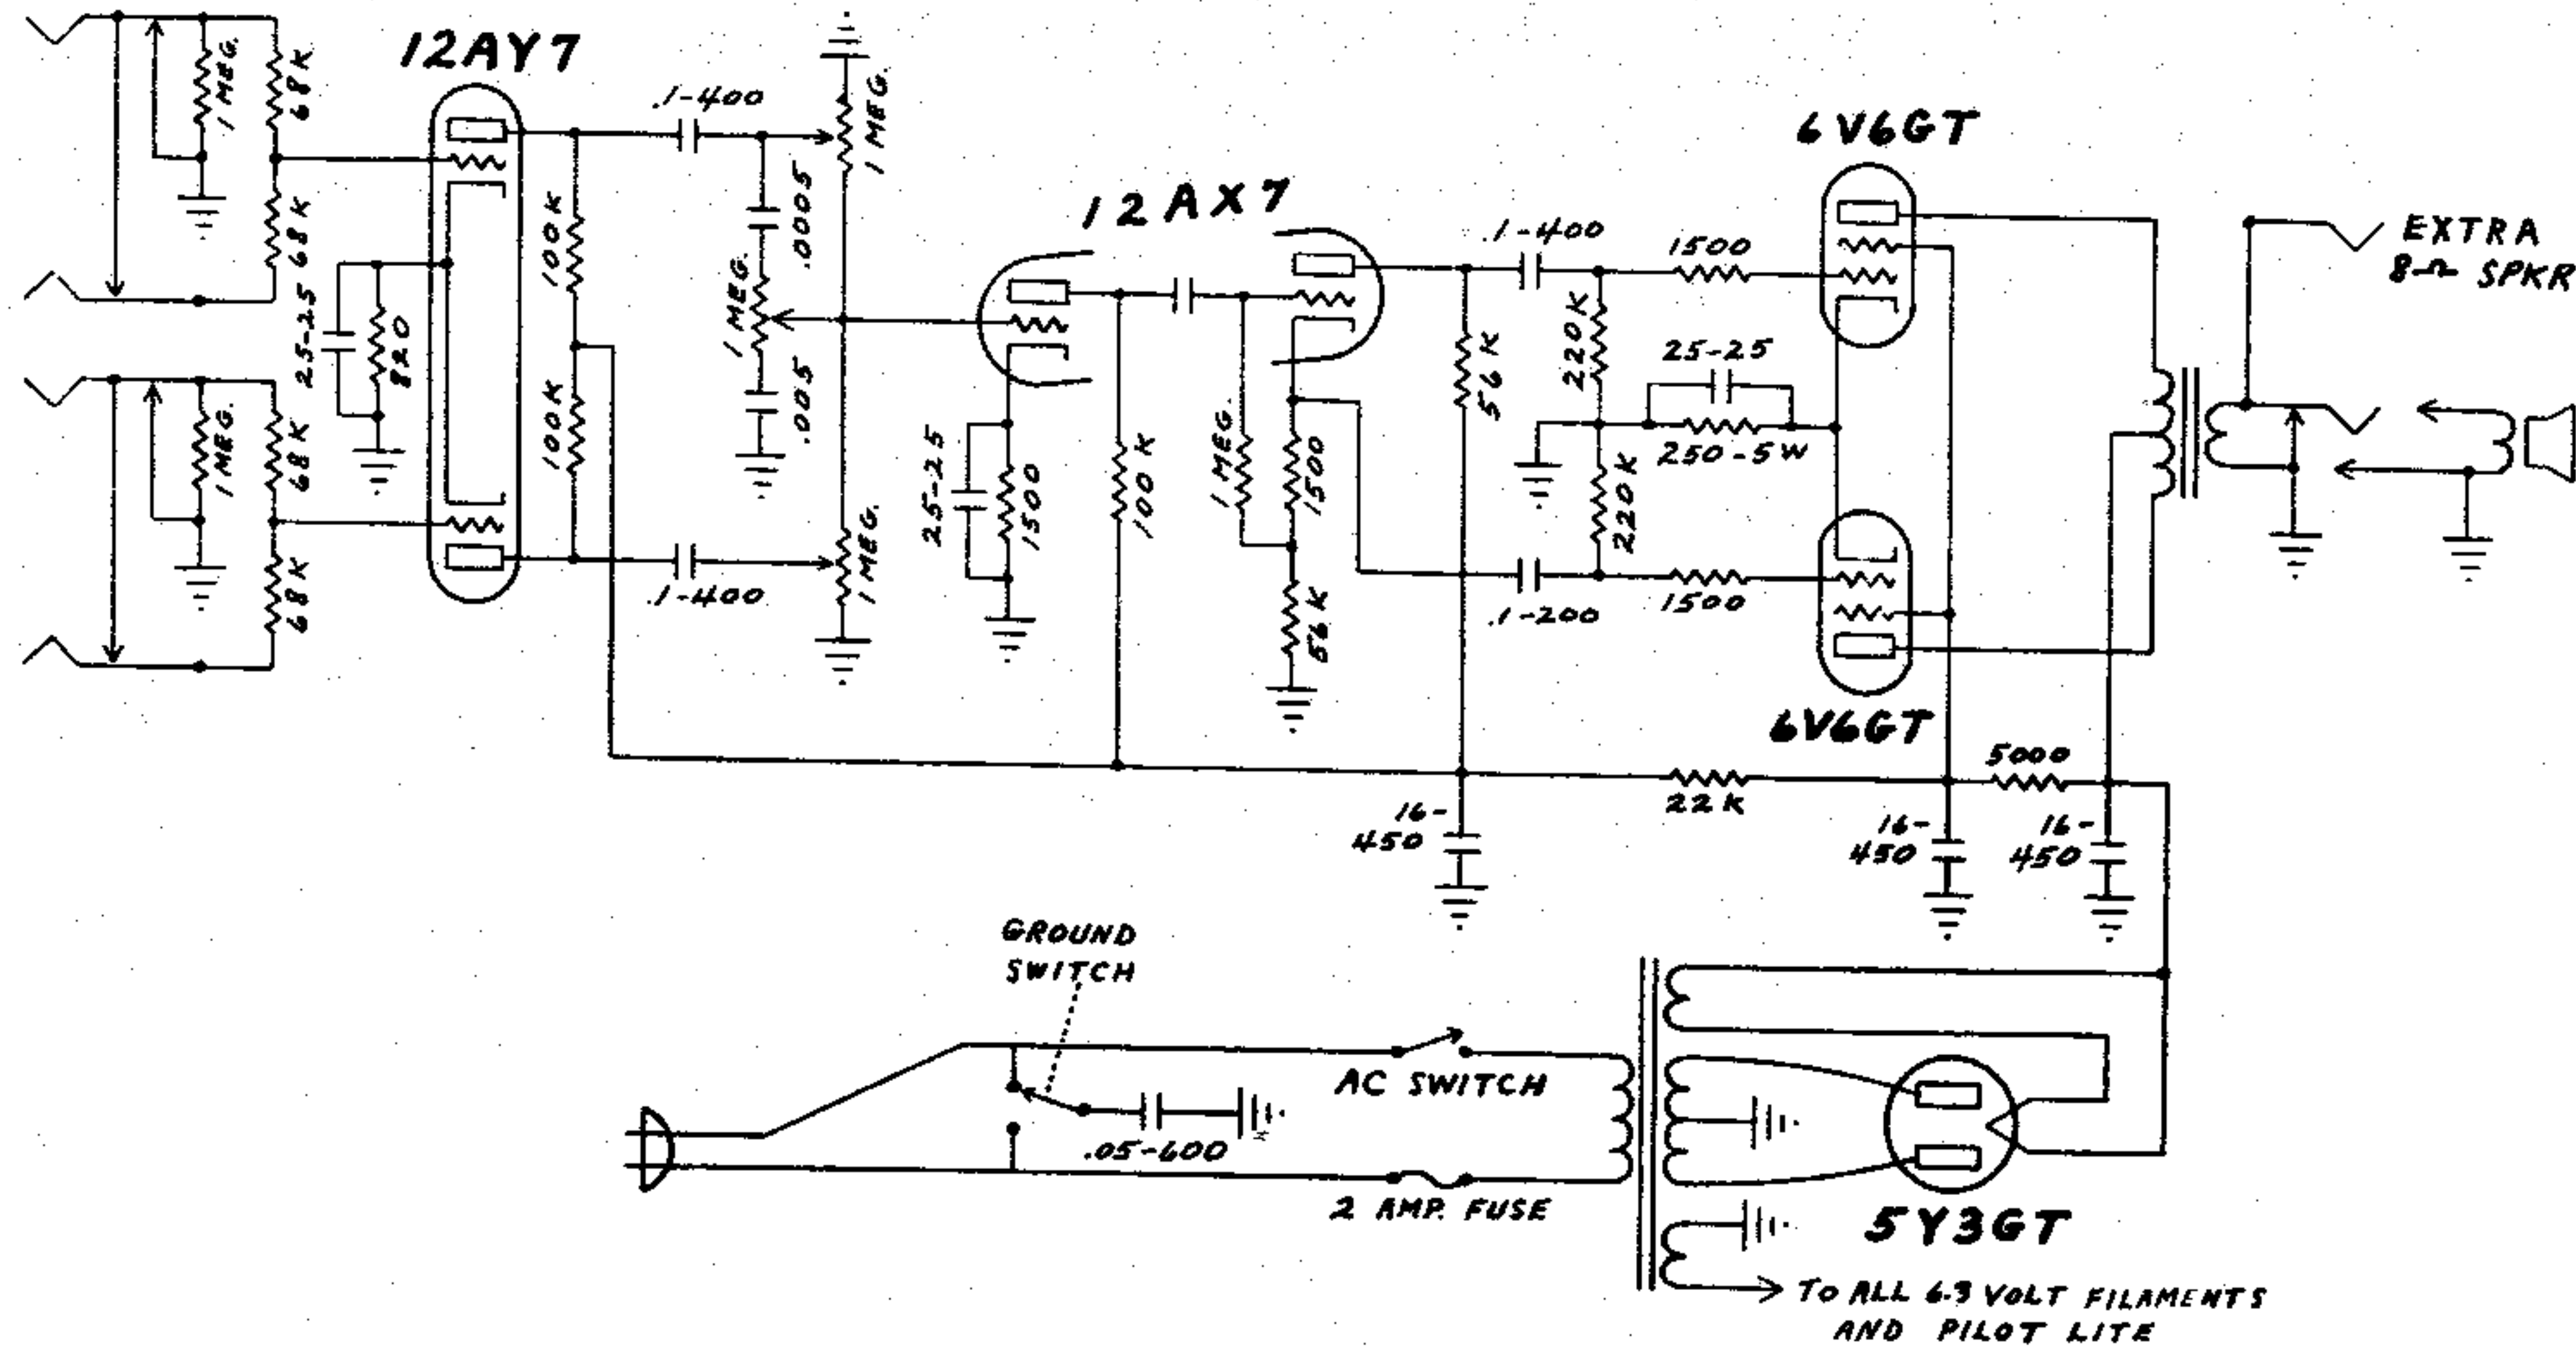 12AY7
1 MEG.
68K
68K
25-25
820
1 MEG.
68K
68K
100K
100K
.1-400
.1-400
1 MEG.
.0005
1 MEG.
.005
1 MEG.
12AX7
25-25
1500
100K
1 MEG.
1500
56K
56K
.1-400
.1-200
1500
220K
25-25
250-5W
220K
1500
6V6GT
6V6GT
EXTRA
8-Ω SPKR
22K
5000
16-
450
16-
450
16-
450
GROUND
SWITCH
AC SWITCH
.05-600
2 AMP. FUSE
5Y3GT
TO ALL 6.3 VOLT FILAMENTS
AND PILOT LITE